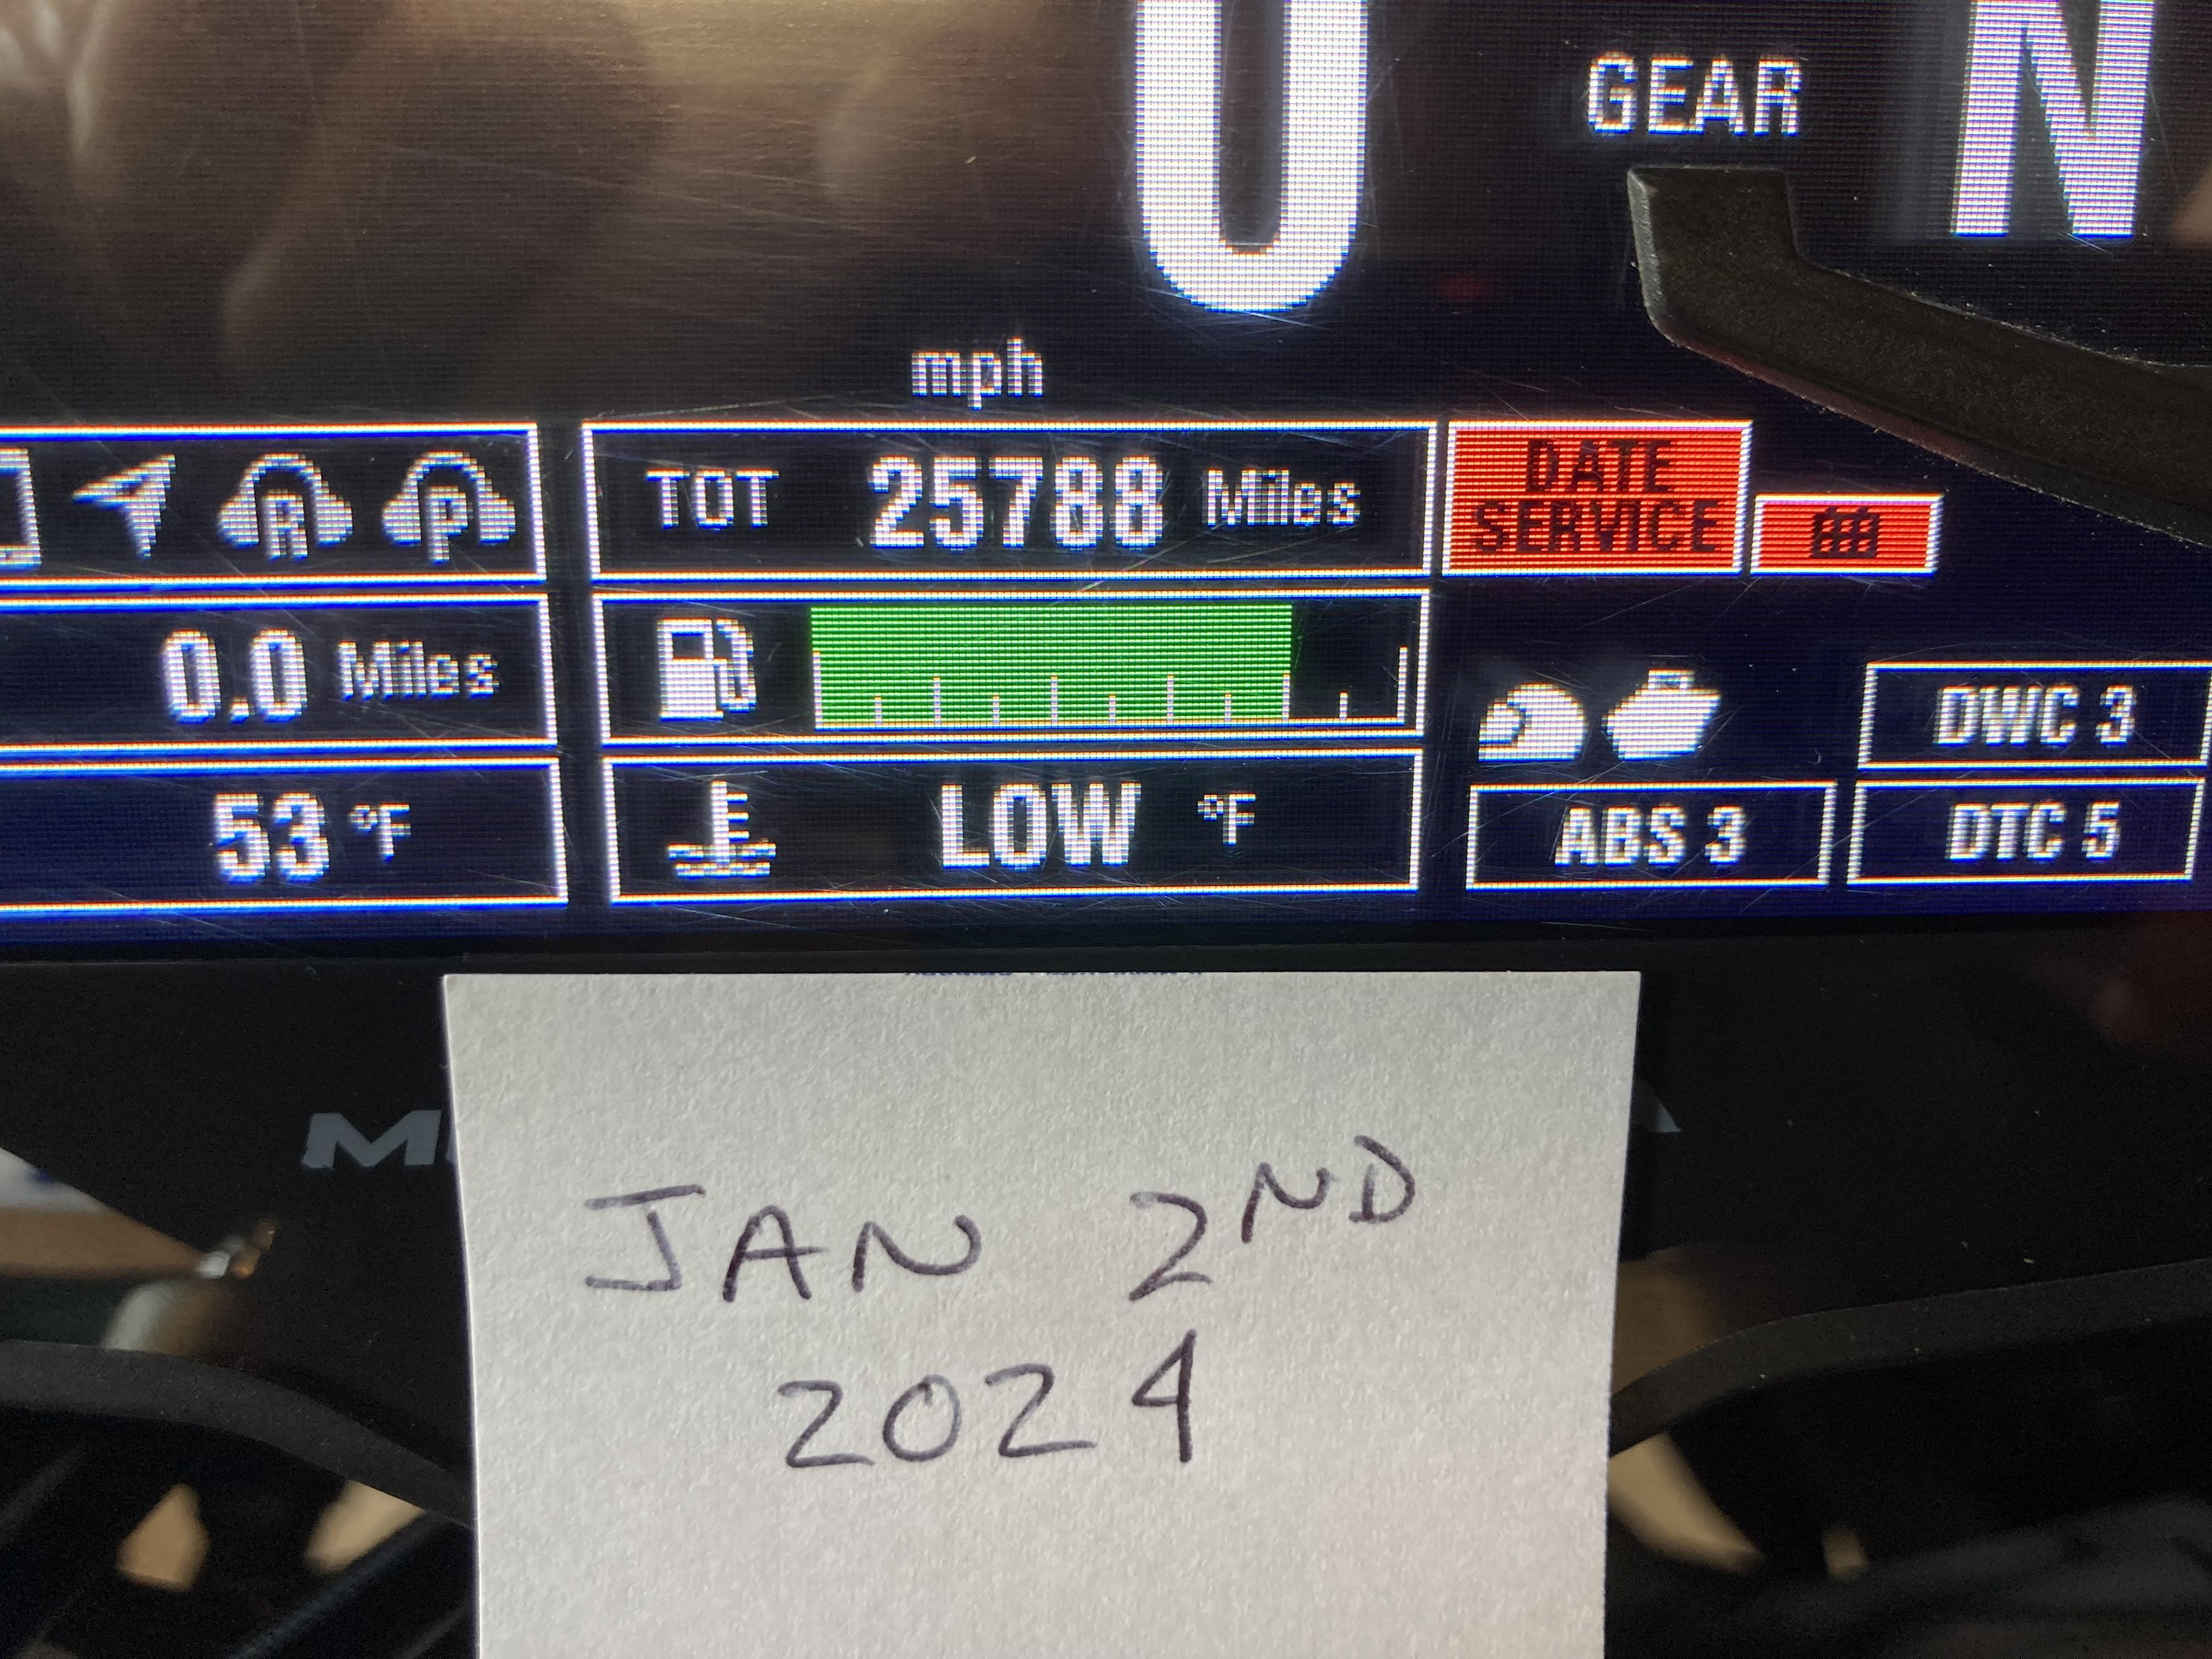 0
GEAR N
mph
R P
TOT 25788 Miles
DATE
SERVICE
0.0 Miles
DWC 3
53 °F
LOW °F
ABS 3
DTC 5
JAN 2ND
2024